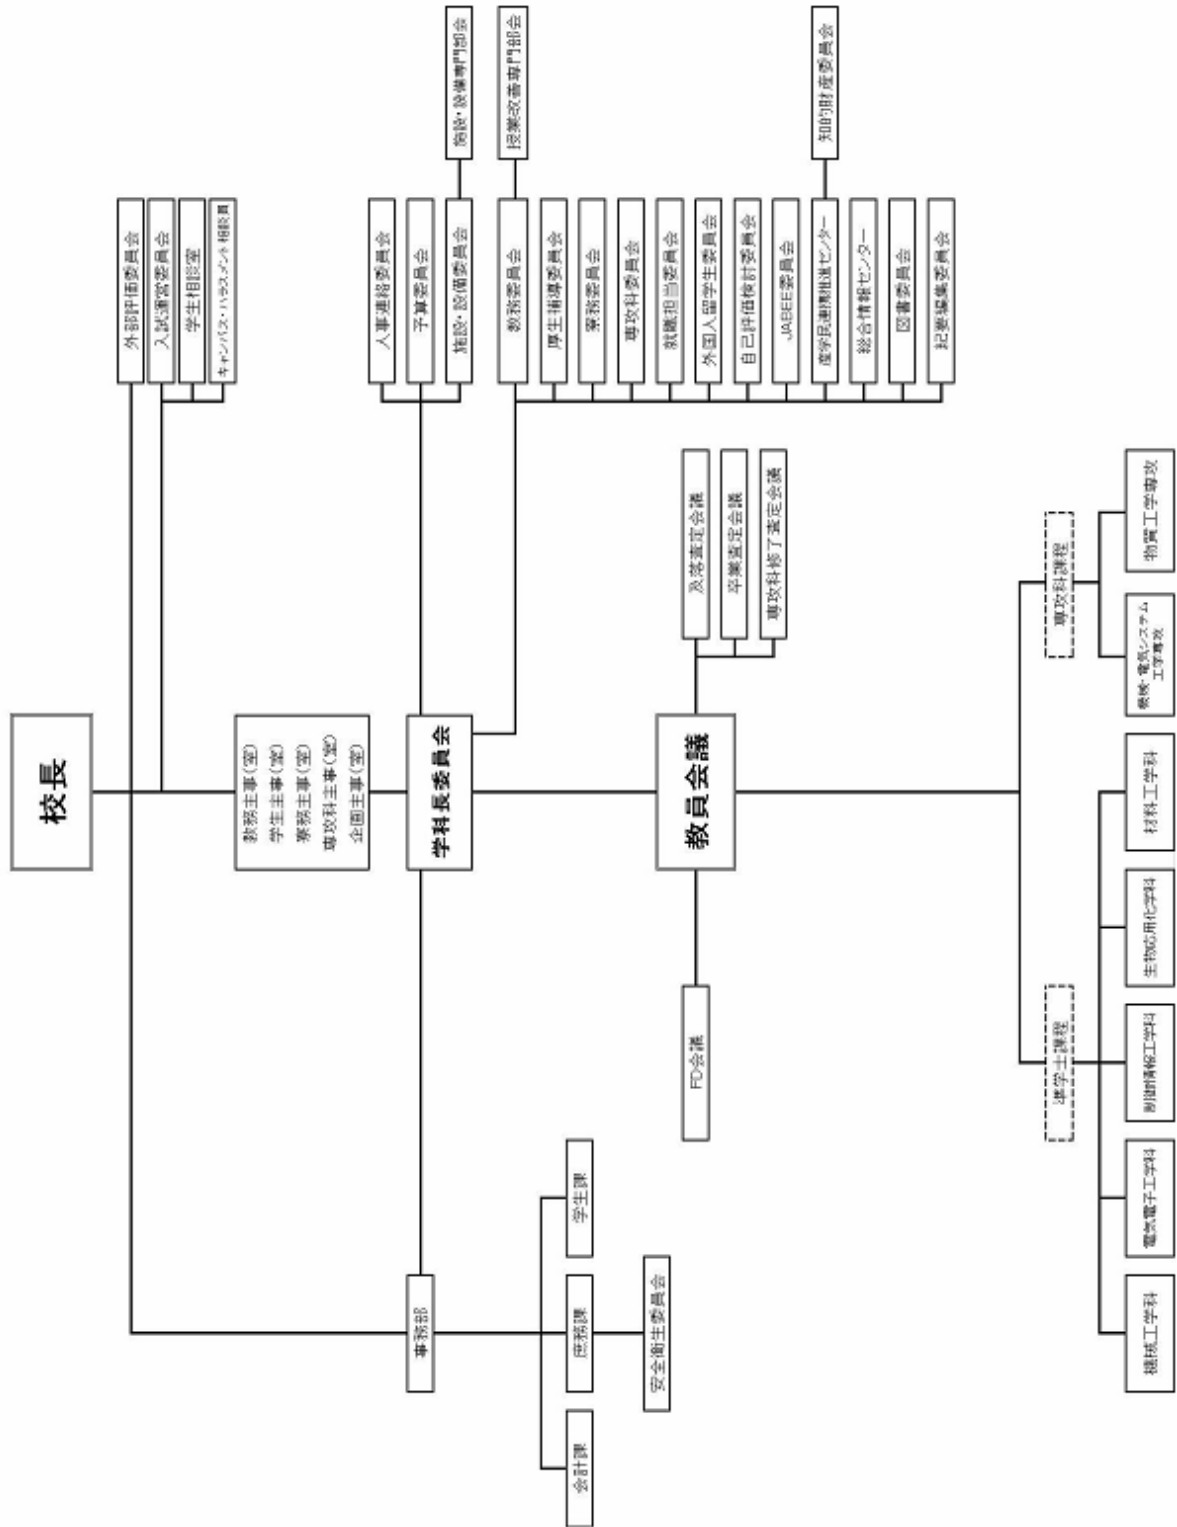 校長
外部評価委員会
入試運営委員会
学生相談室
キャンパス・ハラスメント相談員
教務主事(室)
学生主事(室)
寮務主事(室)
専攻科主事(室)
企画主事(室)
事務部
学科長委員会
人事連絡委員会
予算委員会
施設・設備委員会
施設・設備専門部会
教務委員会
授業改善専門部会
厚生補導委員会
寮務委員会
専攻科委員会
就職担当委員会
外国人留学生委員会
自己評価検討委員会
JABEE委員会
産学民連携推進センター
知的財産委員会
総合情報センター
図書委員会
紀要編集委員会
会計課
庶務課
学生課
安全衛生委員会
FD会議
教員会議
及落査定会議
卒業査定会議
専攻科修了査定会議
準学士課程
専攻科課程
機械工学科
電気電子工学科
制御情報工学科
生物応用化学科
材料工学科
機械・電気システム
工学専攻
物質工学専攻